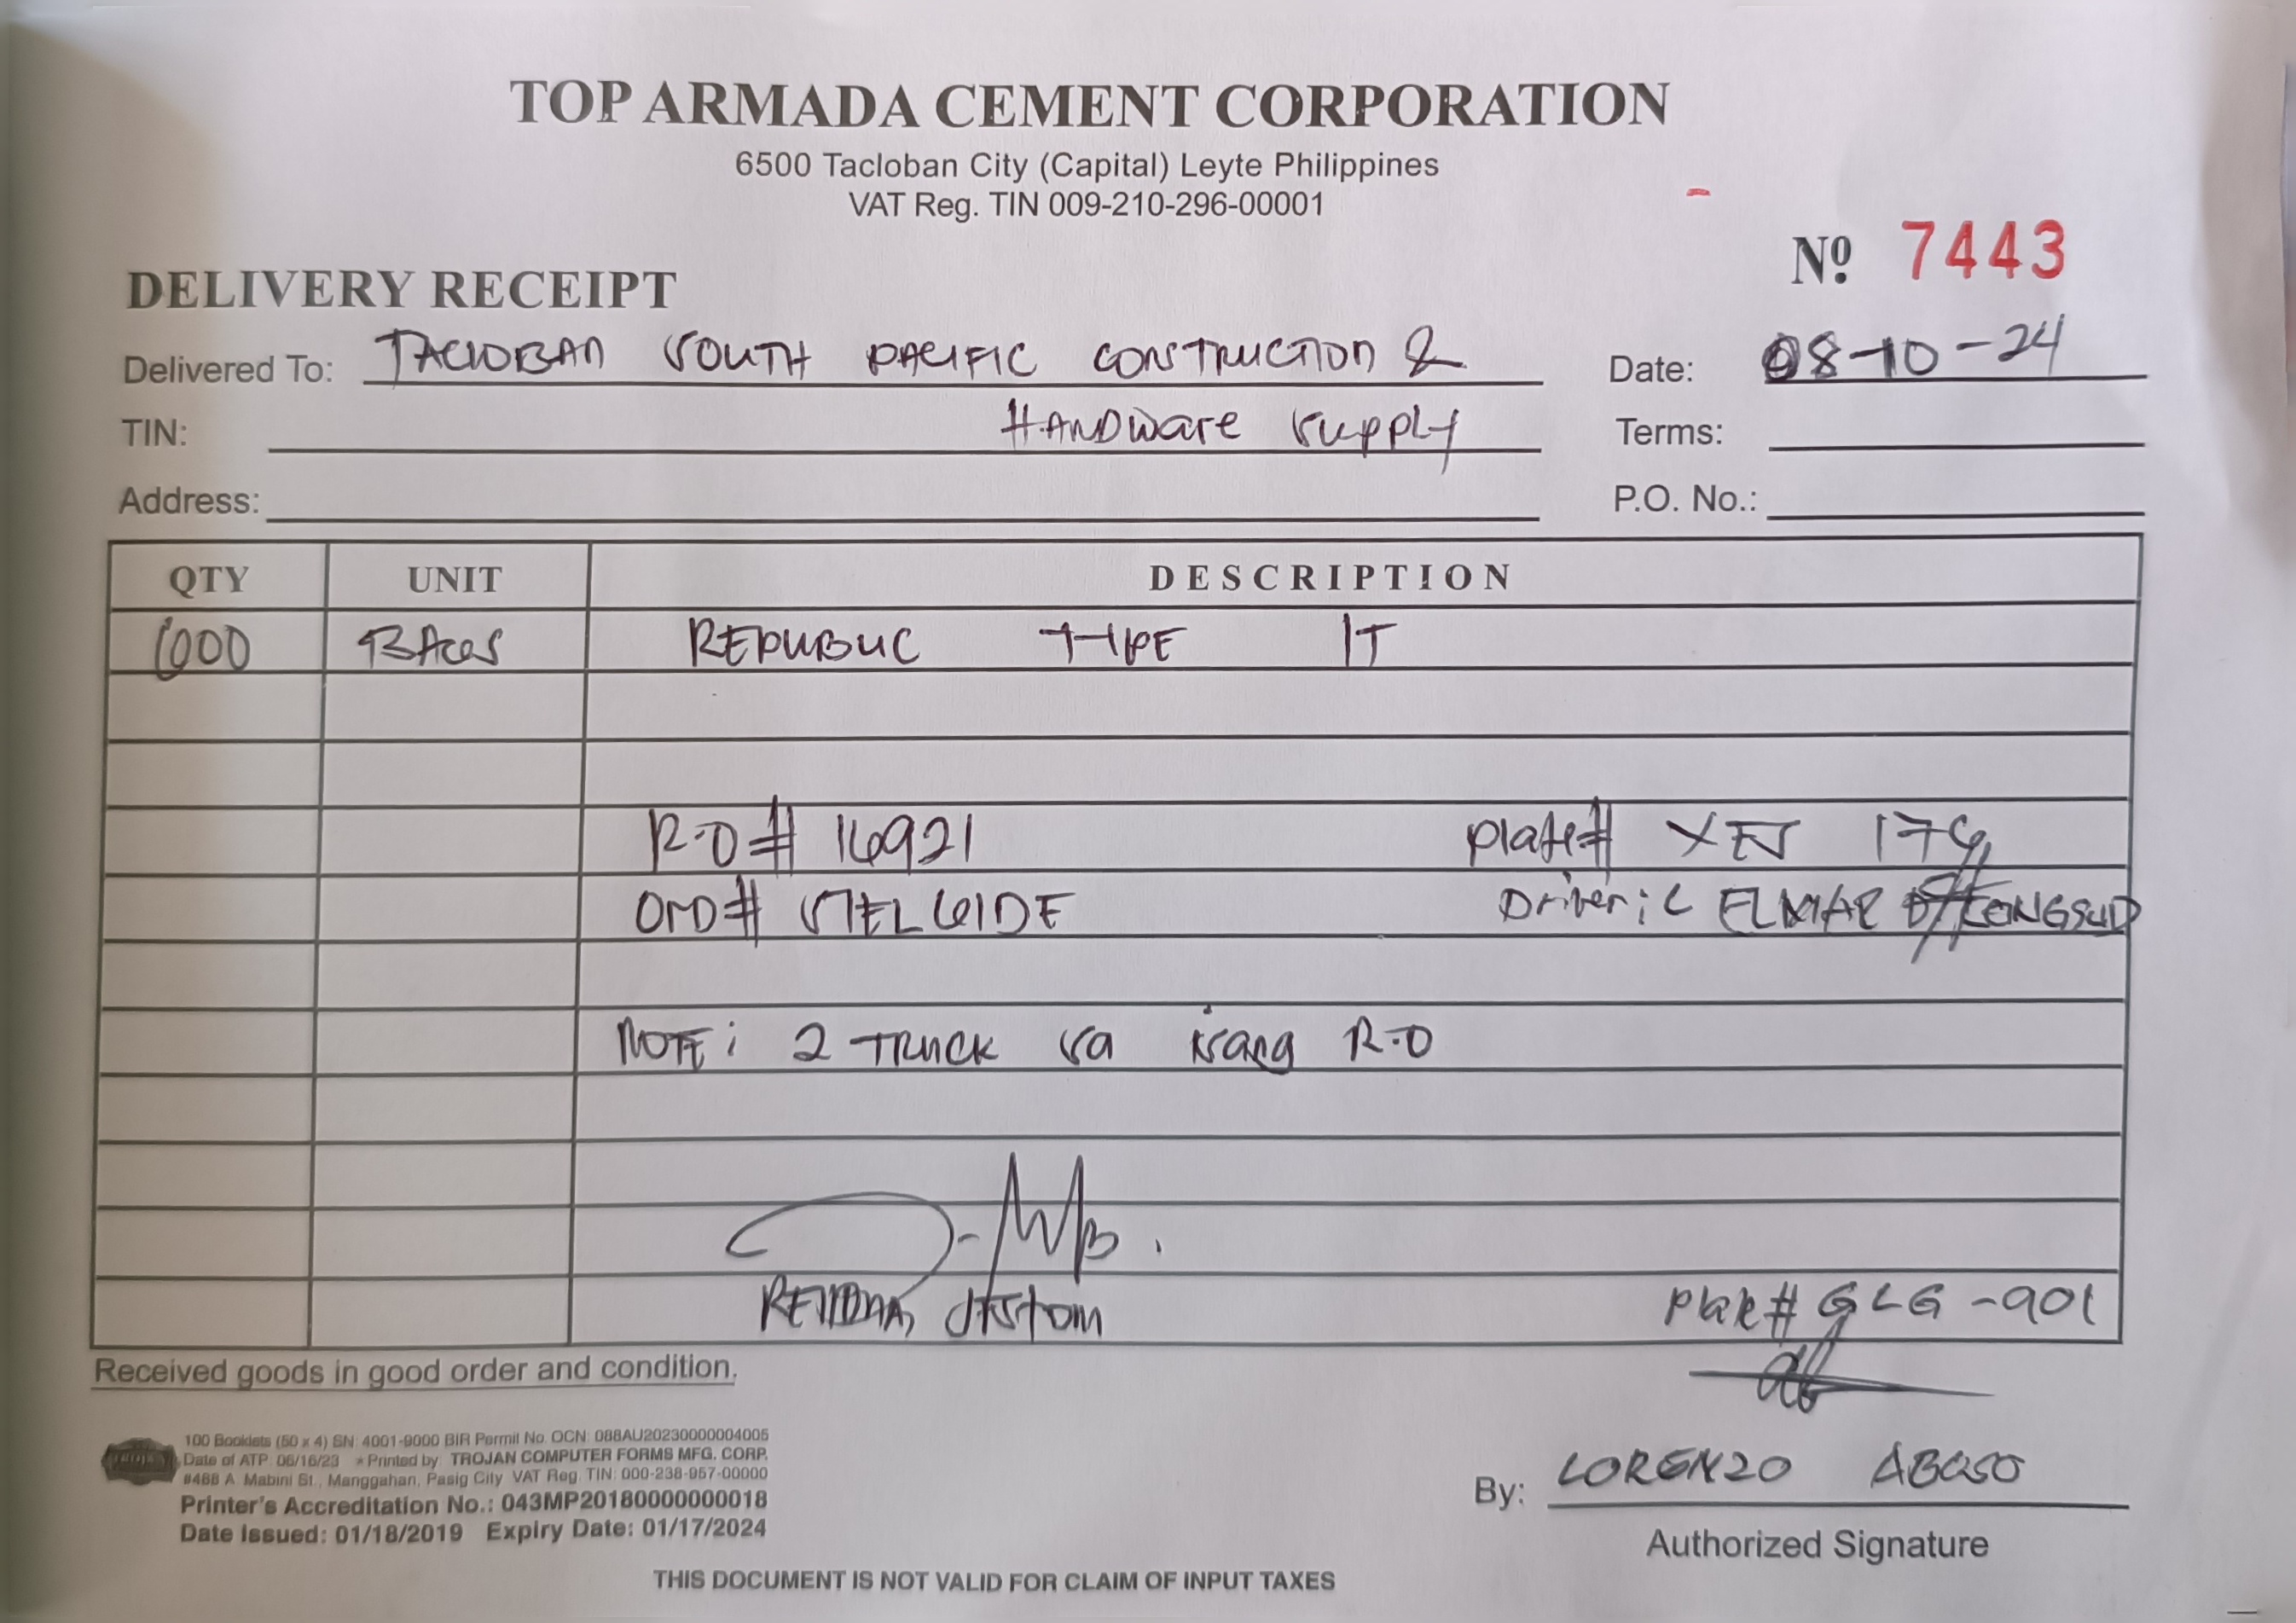 TOP ARMADA CEMENT CORPORATION
6500 Tacloban City (Capital) Leyte Philippines
VAT Reg. TIN 009-210-296-00001
Nº 7443
DELIVERY RECEIPT
Delivered To: TACLOBAN SOUTH PACIFIC CONSTRUCTION & Date: 08-10-24
TIN: HARDWARE SUPPLY Terms:
Address: P.O. No.:
QTY UNIT DESCRIPTION
1000 BAGS REPUBLIC TYPE 1T
R.O# 16921 Plate# XEJ
ORD# Driver: ELMAR
NOTE: 2 TRUCK sa isang R.O
Plate# GLG -901
Received goods in good order and condition.
100 Booklets (50 x 4) SN: 4001-9000 BIR Permit No. OCN: 088AU20230000004005
Date of ATP: 06/16/23 * Printed by: TROJAN COMPUTER FORMS MFG. CORP.
#468 A. Mabini St., Manggahan, Pasig City VAT Reg. TIN: 000-238-957-00000
Printer's Accreditation No.: 043MP20180000000018
Date Issued: 01/18/2019 Expiry Date: 01/17/2024
By: LORENZO ABASO
Authorized Signature
THIS DOCUMENT IS NOT VALID FOR CLAIM OF INPUT TAXES